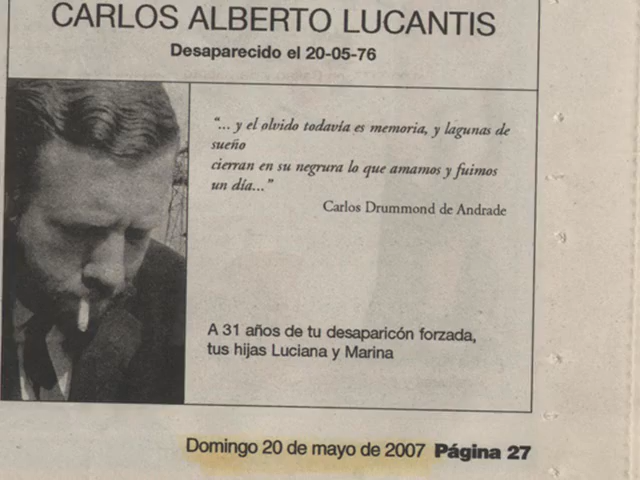 CARLOS ALBERTO LUCANTIS
Desaparecido el 20-05-76
“... y el olvido todavía es memoria, y lagunas de
sueño
cierran en su negrura lo que amamos y fuimos
un día...”
Carlos Drummond de Andrade
A 31 años de tu desaparicón forzada,
tus hijas Luciana y Marina
Domingo 20 de mayo de 2007 Página 27